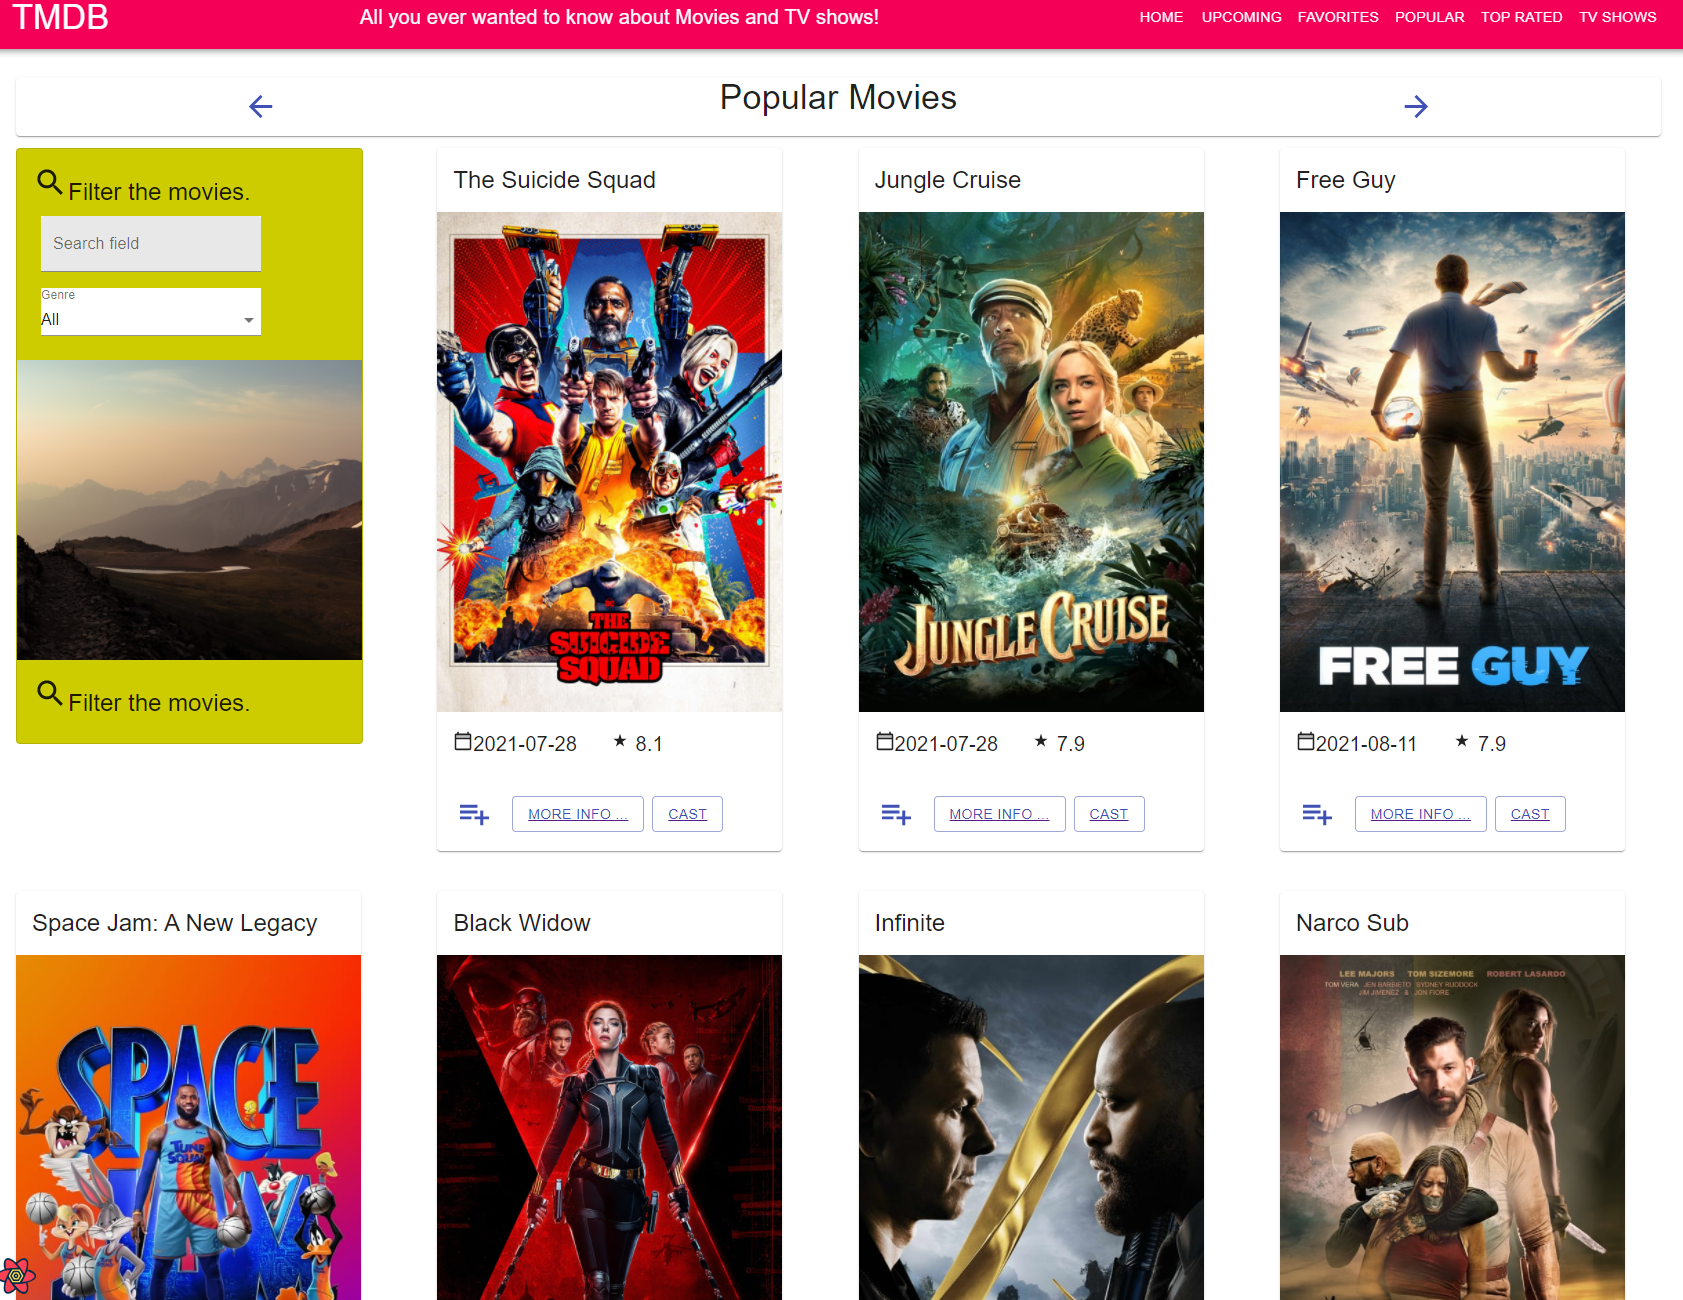 TMDB
All you ever wanted to know about Movies and TV shows!
HOME UPCOMING FAVORITES POPULAR TOP RATED TV SHOWS
Popular Movies
Filter the movies.
Search field
Genre
All
Filter the movies.
The Suicide Squad
THE
SUICIDE
SQUAD
2021-07-28 8.1
MORE INFO ... CAST
Jungle Cruise
JUNGLE CRUISE
2021-07-28 7.9
MORE INFO ... CAST
Free Guy
FREE GUY
2021-08-11 7.9
MORE INFO ... CAST
Space Jam: A New Legacy
SPACE
JAM
TUNE
SQUAD
Black Widow
Infinite
Narco Sub
LEE MAJORS TOM SIZEMORE ROBERT LASARDO
TOM VERA JEN BARBIETO SYDNEY RUDDOCK
JIM JIMENEZ & JON FIORE